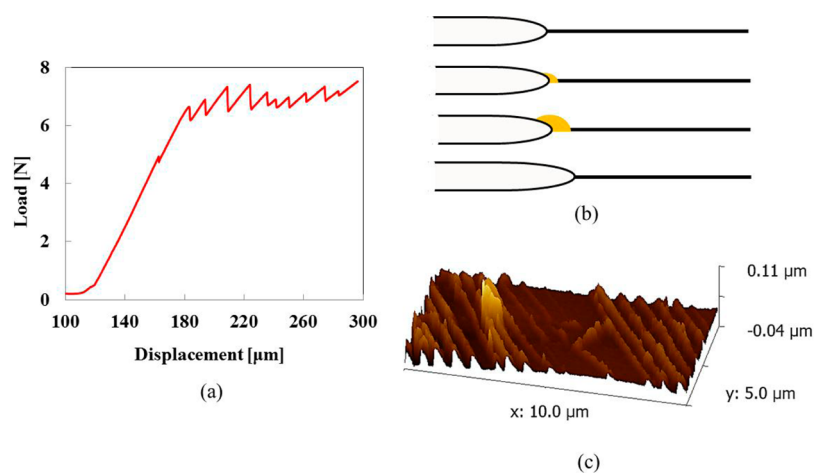 8
6
4
2
0
Load [N]
100
140
180
220
260
300
Displacement [µm]
(a)
(b)
0.11 µm
-0.04 µm
y: 5.0 µm
x: 10.0 µm
(c)